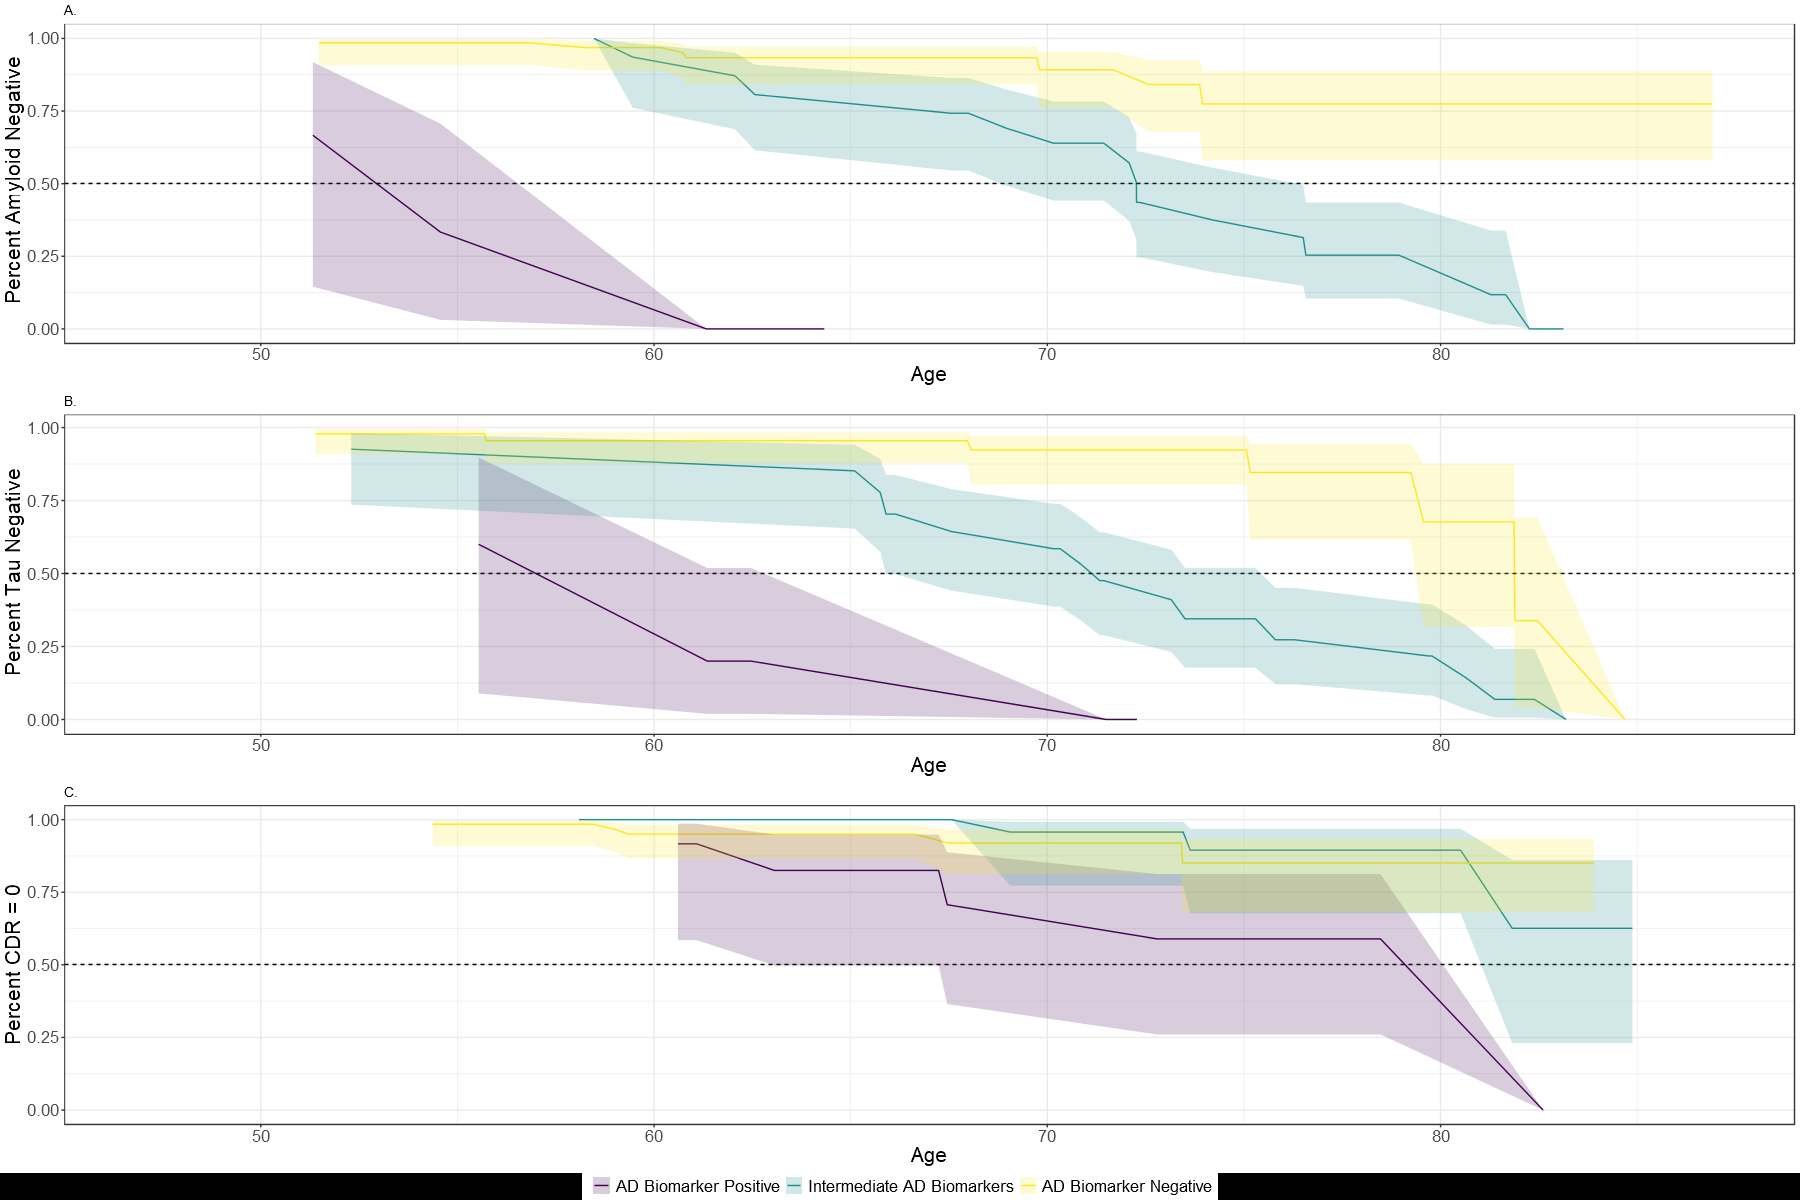 A.
Percent Amyloid Negative
1.00
0.75
0.50
0.25
0.00
50 60 70 80
Age
B.
Percent Tau Negative
1.00
0.75
0.50
0.25
0.00
50 60 70 80
Age
C.
Percent CDR = 0
1.00
0.75
0.50
0.25
0.00
50 60 70 80
Age
AD Biomarker Positive Intermediate AD Biomarkers AD Biomarker Negative